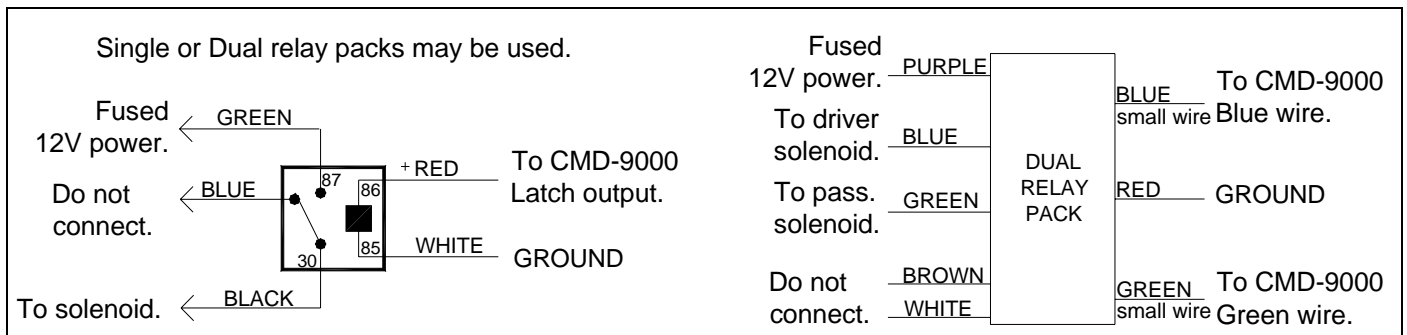 Single or Dual relay packs may be used.
Fused
12V power.
GREEN
Do not
connect.
BLUE
To solenoid.
BLACK
87
86
85
30
+RED
To CMD-9000
Latch output.
WHITE
GROUND
Fused
12V power.
PURPLE
To driver
solenoid.
BLUE
To pass.
solenoid.
GREEN
Do not
connect.
BROWN
WHITE
DUAL
RELAY
PACK
BLUE
small wire
To CMD-9000
Blue wire.
RED
GROUND
GREEN
small wire
To CMD-9000
Green wire.